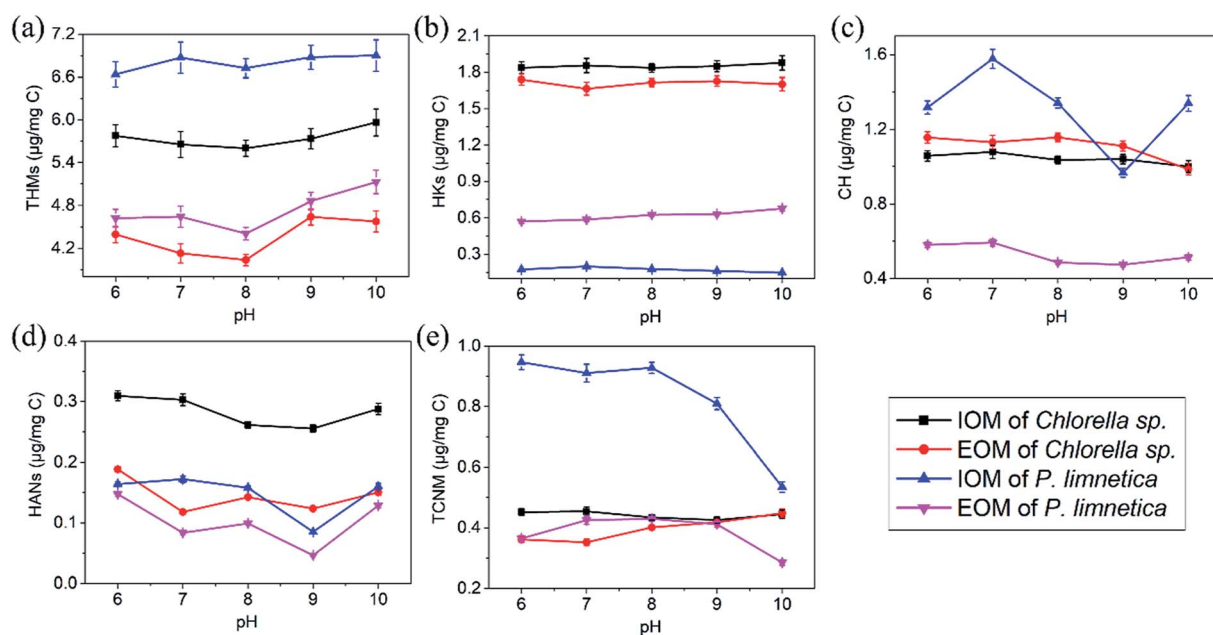 (a)
7.2
6.6
6.0
5.4
4.8
4.2
THMs (µg/mg C)
6 7 8 9 10
pH
(b)
2.1
1.8
1.5
1.2
0.9
0.6
0.3
HKs (µg/mg C)
6 7 8 9 10
pH
(c)
1.6
1.2
0.8
0.4
CH (µg/mg C)
6 7 8 9 10
pH
(d)
0.4
0.3
0.2
0.1
0.0
HANs (µg/mg C)
6 7 8 9 10
pH
(e)
1.0
0.8
0.6
0.4
0.2
TCNM (µg/mg C)
6 7 8 9 10
pH
IOM of Chlorella sp.
EOM of Chlorella sp.
IOM of P. limnetica
EOM of P. limnetica